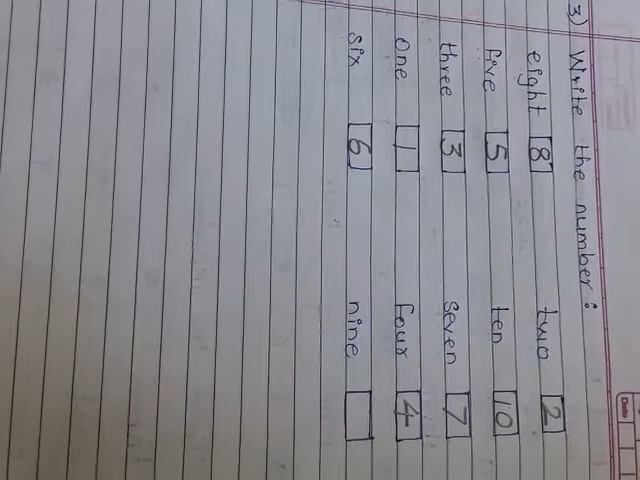 3) Write the number:
eight 8 two 2
five 5 ten 10
three 3 seven 7
one 1 four 4
six 6 nine
Date